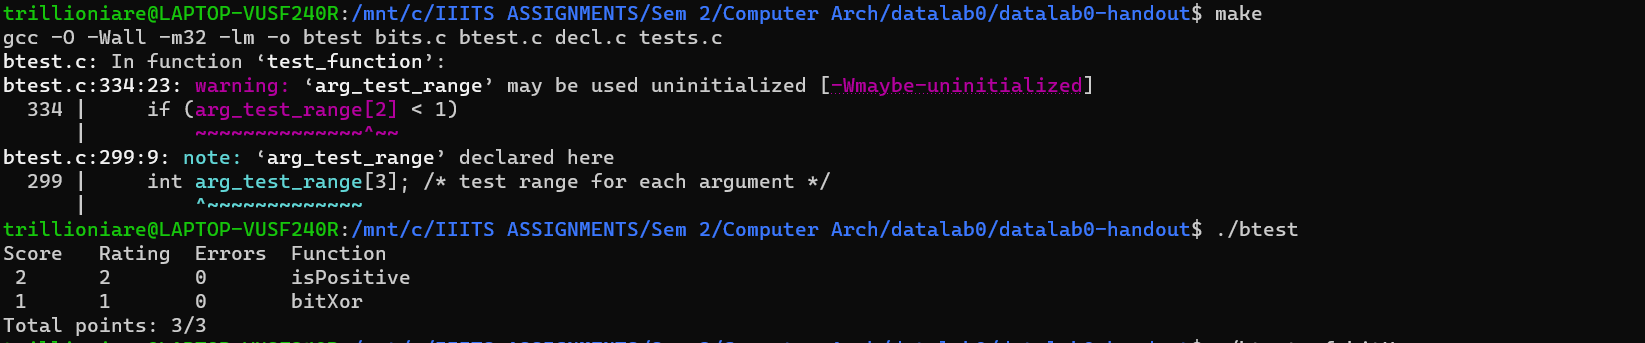 trillioniare@LAPTOP-VUSF240R:/mnt/c/IIITS ASSIGNMENTS/Sem 2/Computer Arch/datalab0/datalab0-handout$ make
gcc -O -Wall -m32 -lm -o btest bits.c btest.c decl.c tests.c
btest.c: In function ‘test_function’:
btest.c:334:23: warning: ‘arg_test_range’ may be used uninitialized [-Wmaybe-uninitialized]
  334 |     if (arg_test_range[2] < 1)
      |         ~~~~~~~~~~~~~~^~~
btest.c:299:9: note: ‘arg_test_range’ declared here
  299 |     int arg_test_range[3]; /* test range for each argument */
      |         ^~~~~~~~~~~~~~
trillioniare@LAPTOP-VUSF240R:/mnt/c/IIITS ASSIGNMENTS/Sem 2/Computer Arch/datalab0/datalab0-handout$ ./btest
Score   Rating  Errors  Function
 2      2       0       isPositive
 1      1       0       bitXor
Total points: 3/3